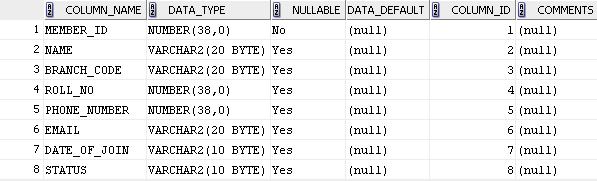 COLUMN_NAME DATA_TYPE NULLABLE DATA_DEFAULT COLUMN_ID COMMENTS
1 MEMBER_ID NUMBER(38,0) No (null) 1 (null)
2 NAME VARCHAR2(20 BYTE) Yes (null) 2 (null)
3 BRANCH_CODE VARCHAR2(20 BYTE) Yes (null) 3 (null)
4 ROLL_NO NUMBER(38,0) Yes (null) 4 (null)
5 PHONE_NUMBER NUMBER(38,0) Yes (null) 5 (null)
6 EMAIL VARCHAR2(20 BYTE) Yes (null) 6 (null)
7 DATE_OF_JOIN VARCHAR2(10 BYTE) Yes (null) 7 (null)
8 STATUS VARCHAR2(10 BYTE) Yes (null) 8 (null)